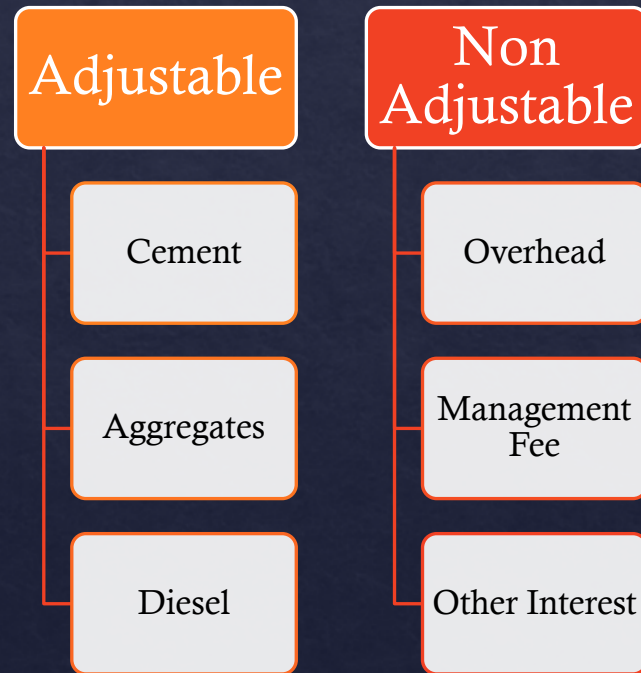 Adjustable
Cement
Aggregates
Diesel
Non
Adjustable
Overhead
Management
Fee
Other Interest